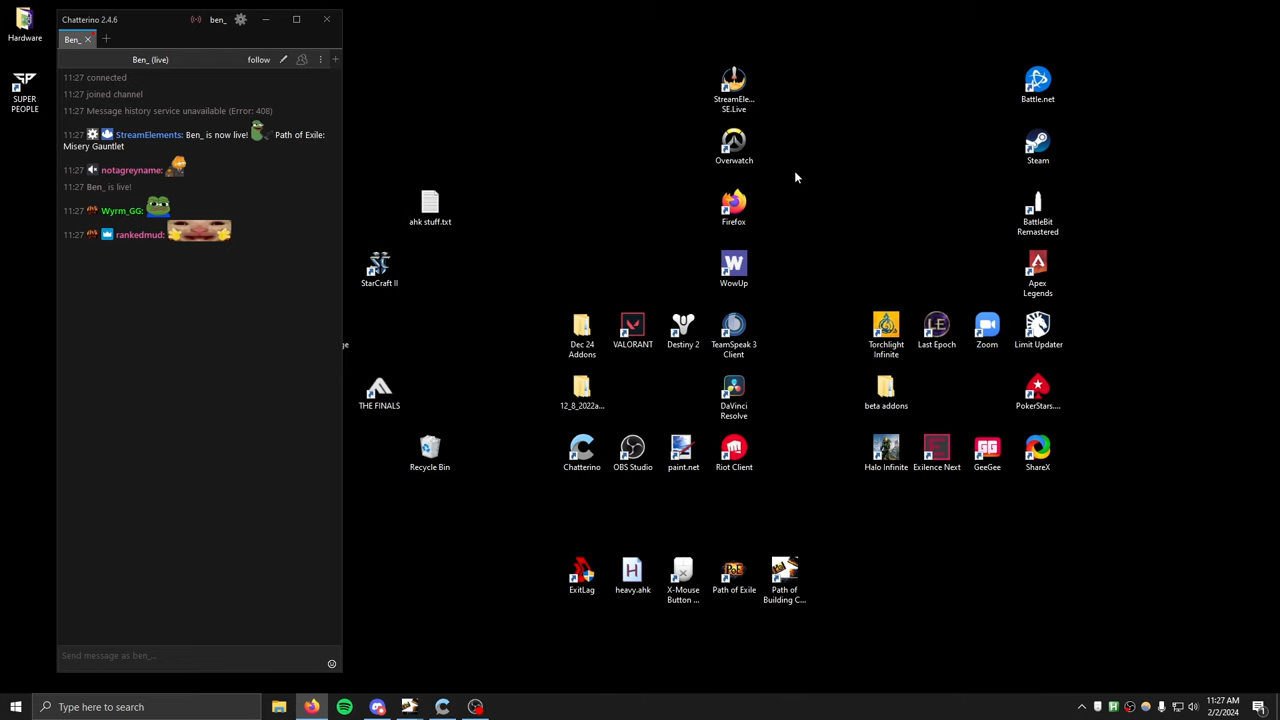 Hardware
SUPER
PEOPLE
Chatterino 2.4.6
ben_
Ben_
Ben_ (live)
follow
11:27 connected
11:27 joined channel
11:27 Message history service unavailable (Error: 408)
11:27 StreamElements: Ben_ is now live! Path of Exile:
Misery Gauntlet
11:27 notagreyname:
11:27 Ben_ is live!
11:27 Wyrm_GG:
11:27 rankedmud:
Send message as ben_...
StreamEle...
SE.Live
Battle.net
Overwatch
Steam
ahk stuff.txt
Firefox
BattleBit
Remastered
StarCraft II
WowUp
Apex
Legends
ge
Dec 24
Addons
VALORANT
Destiny 2
TeamSpeak 3
Client
Torchlight
Infinite
LE
Last Epoch
Zoom
Limit Updater
THE FINALS
12_8_2022a...
DaVinci
Resolve
beta addons
PokerStars....
Recycle Bin
Chatterino
OBS Studio
paint.net
Riot Client
Halo Infinite
Exilence Next
GG
GeeGee
ShareX
ExitLag
H
heavy.ahk
X-Mouse
Button ...
PoE
Path of Exile
Path of
Building C...
Type here to search
11:27 AM
2/2/2024